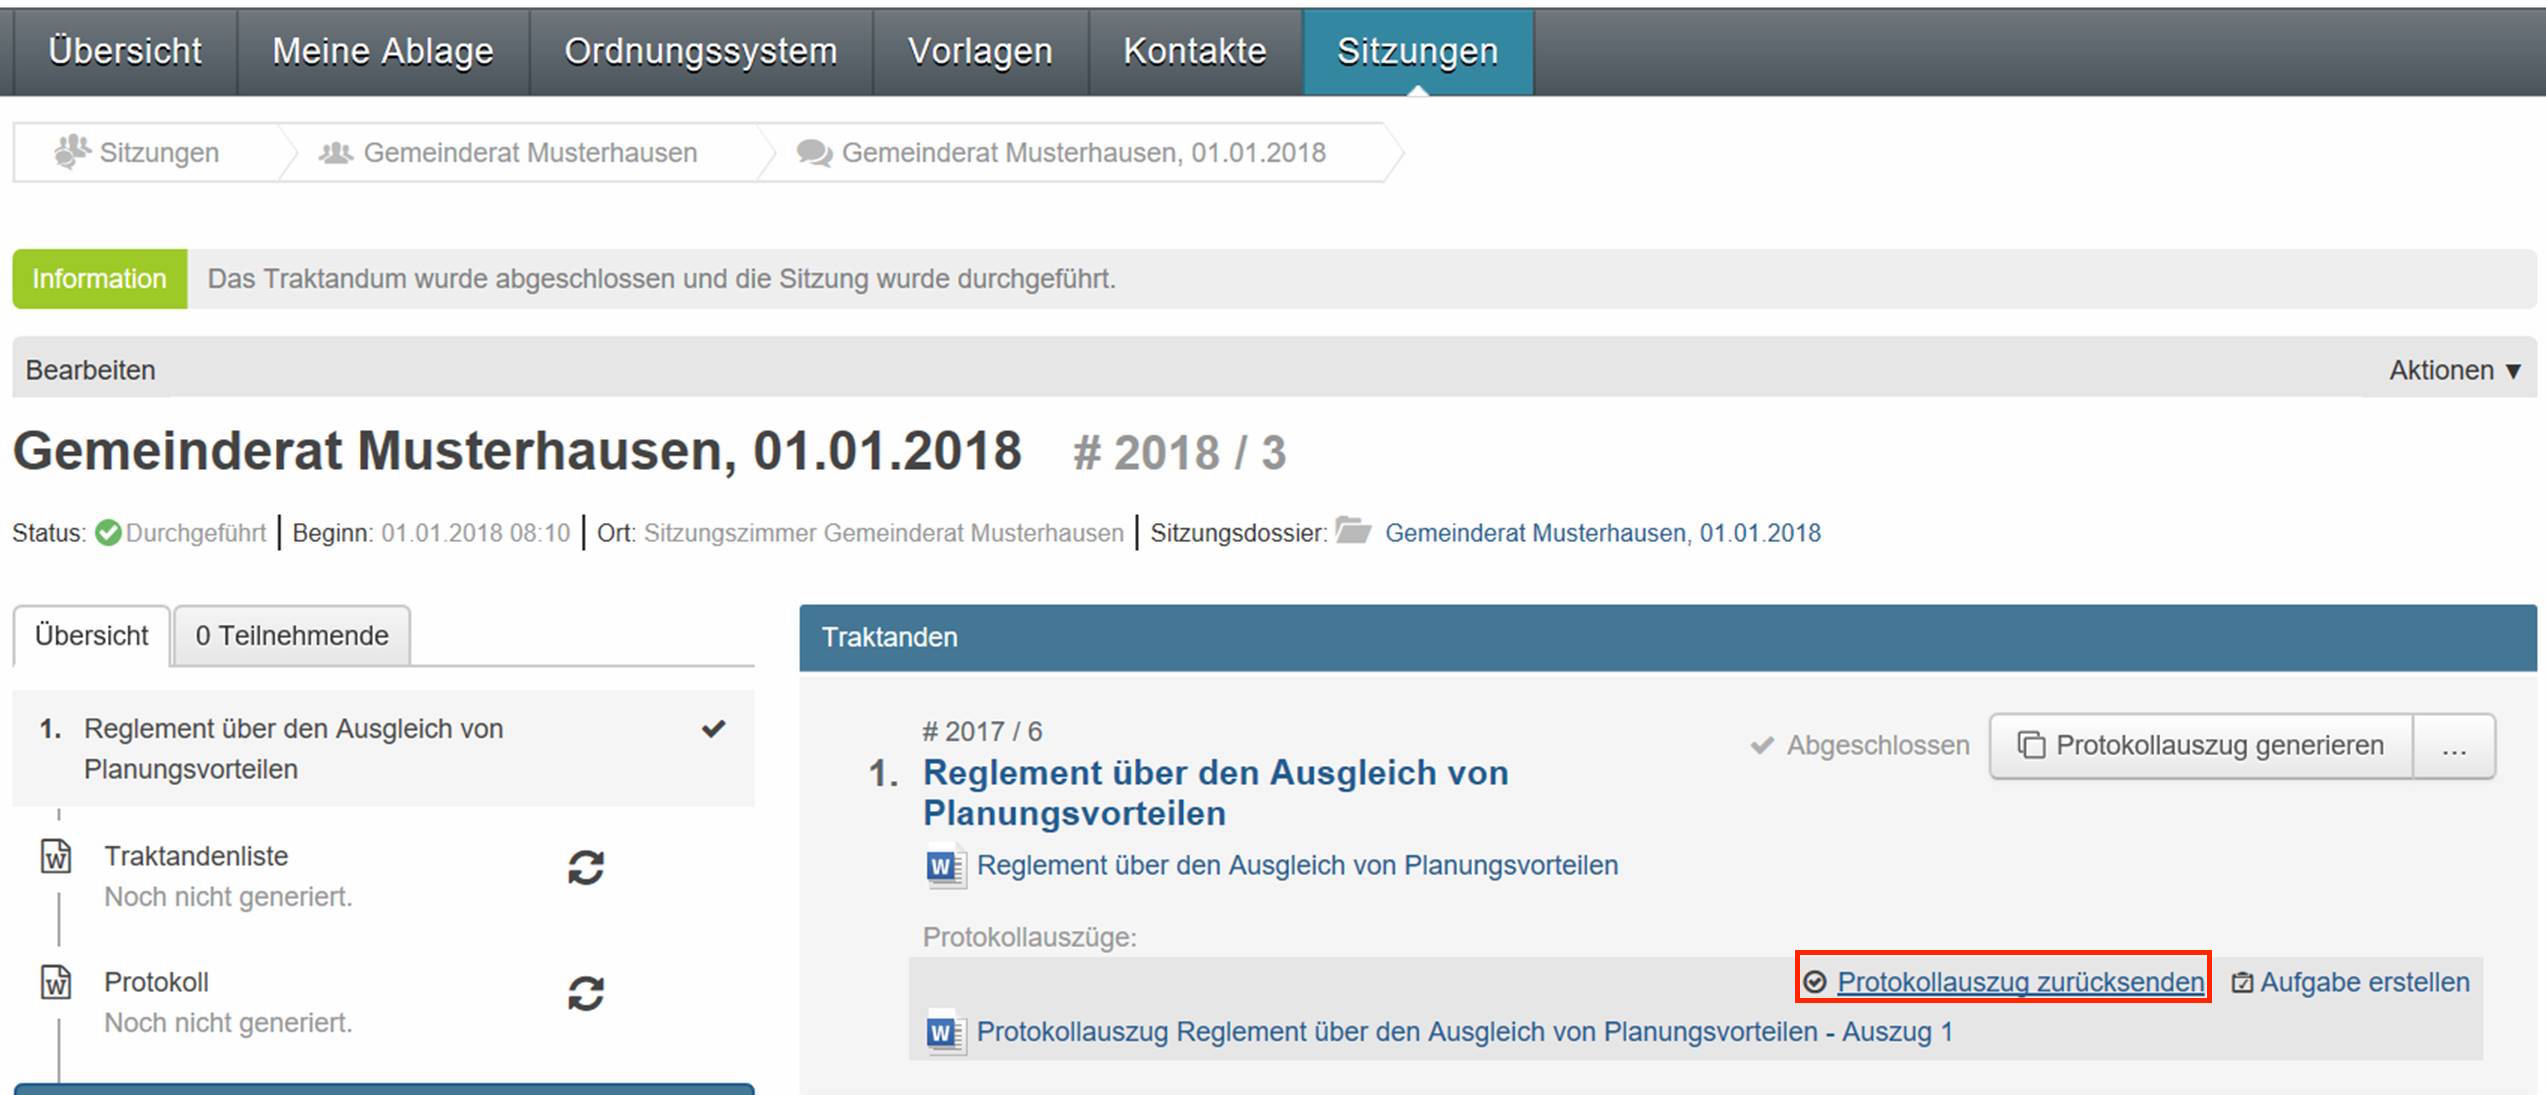 Übersicht Meine Ablage Ordnungssystem Vorlagen Kontakte Sitzungen
Sitzungen Gemeinderat Musterhausen Gemeinderat Musterhausen, 01.01.2018
Information Das Traktandum wurde abgeschlossen und die Sitzung wurde durchgeführt.
Bearbeiten Aktionen ▼
Gemeinderat Musterhausen, 01.01.2018 # 2018 / 3
Status: Durchgeführt | Beginn: 01.01.2018 08:10 | Ort: Sitzungszimmer Gemeinderat Musterhausen | Sitzungsdossier: Gemeinderat Musterhausen, 01.01.2018
Übersicht 0 Teilnehmende
1. Reglement über den Ausgleich von
Planungsvorteilen
Traktandenliste
Noch nicht generiert.
Protokoll
Noch nicht generiert.
Traktanden
# 2017 / 6
Abgeschlossen Protokollauszug generieren ...
1. Reglement über den Ausgleich von
Planungsvorteilen
Reglement über den Ausgleich von Planungsvorteilen
Protokollauszüge:
Protokollauszug zurücksenden Aufgabe erstellen
Protokollauszug Reglement über den Ausgleich von Planungsvorteilen - Auszug 1